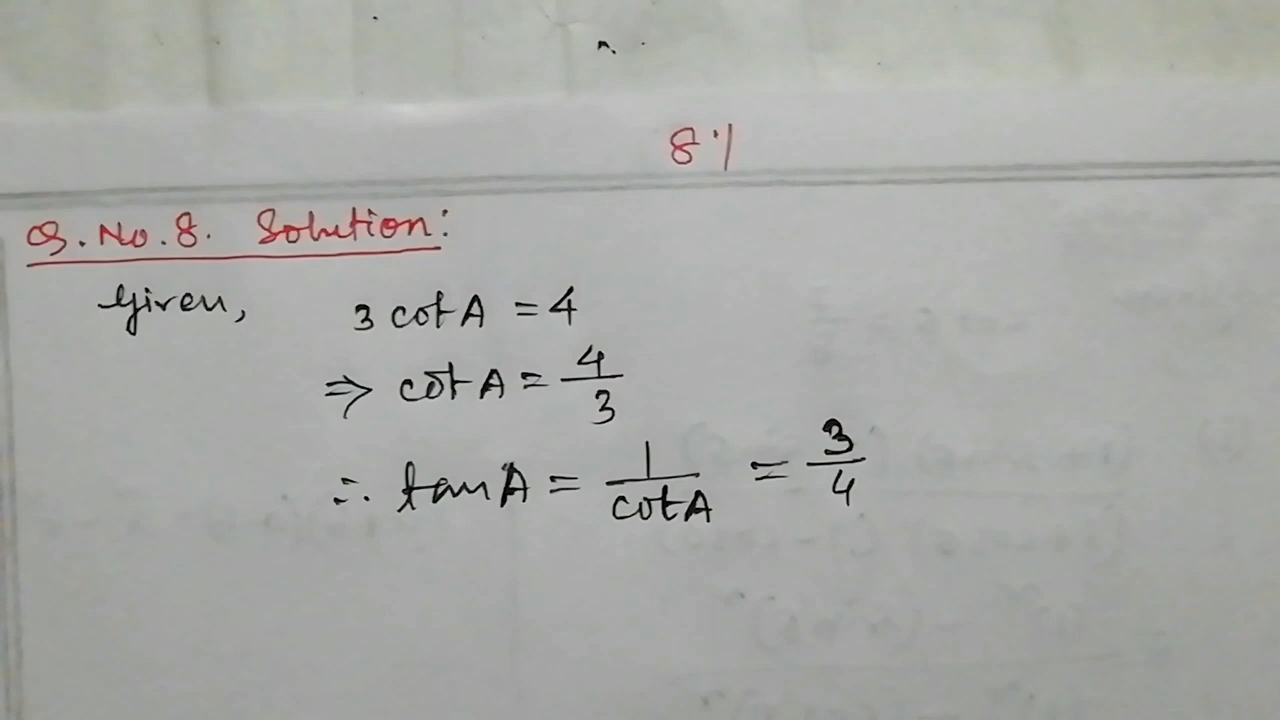 8·1
Q.No.8. Solution:
Given, 3 cot A = 4
⇒ cot A = 4/3
∴ tan A = 1/cot A = 3/4